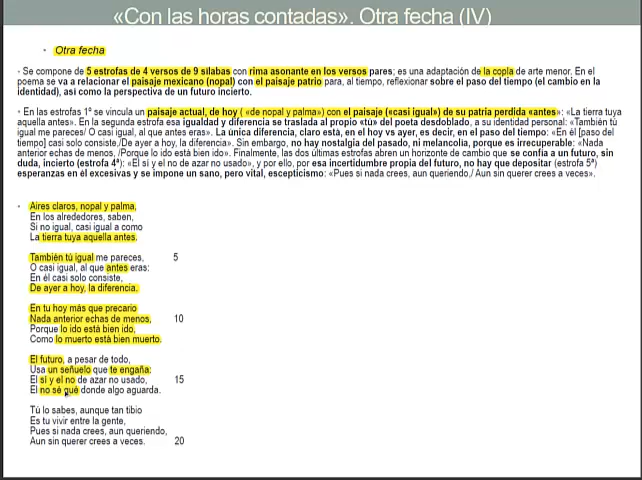 «Con las horas contadas». Otra fecha (IV)
• Otra fecha
• Se compone de 5 estrofas de 4 versos de 9 sílabas con rima asonante en los versos pares; es una adaptación de la copla de arte menor. En el
poema se va a relacionar el paisaje mexicano (nopal) con el paisaje patrio para, al tiempo, reflexionar sobre el paso del tiempo (el cambio en la
identidad), así como la perspectiva de un futuro incierto.
• En las estrofas 1ª se vincula un paisaje actual, de hoy ( «de nopal y palma») con el paisaje («casi igual») de su patria perdida «antes»: «La tierra tuya
aquella antes». En la segunda estrofa esa igualdad y diferencia se traslada al propio «tú» del poeta desdoblado, a su identidad personal: «También tú
igual me pareces/ O casi igual, al que antes eras». La única diferencia, claro está, en el hoy vs ayer, es decir, en el paso del tiempo: «En él [paso del
tiempo] casi solo consiste,/De ayer a hoy, la diferencia». Sin embargo, no hay nostalgia del pasado, ni melancolía, porque es irrecuperable: «Nada
anterior echas de menos, /Porque lo ido está bien ido». Finalmente, las dos últimas estrofas abren un horizonte de cambio que se confía a un futuro, sin
duda, incierto (estrofa 4ª): «El sí y el no de azar no usado», y por ello, por esa incertidumbre propia del futuro, no hay que depositar (estrofa 5ª)
esperanzas en él excesivas y se impone un sano, pero vital, escepticismo: «Pues si nada crees, aun queriendo,/ Aun sin querer crees a veces».
• Aires claros, nopal y palma,
En los alrededores, saben,
Si no igual, casi igual a como
La tierra tuya aquella antes.
También tú igual me pareces, 5
O casi igual, al que antes eras:
En él casi solo consiste,
De ayer a hoy, la diferencia.
En tu hoy más que precario
Nada anterior echas de menos, 10
Porque lo ido está bien ido,
Como lo muerto está bien muerto.
El futuro, a pesar de todo,
Usa un señuelo que te engaña:
El sí y el no de azar no usado, 15
El no sé qué donde algo aguarda.
Tú lo sabes, aunque tan tibio
Es tu vivir entre la gente,
Pues si nada crees, aun queriendo,
Aun sin querer crees a veces. 20